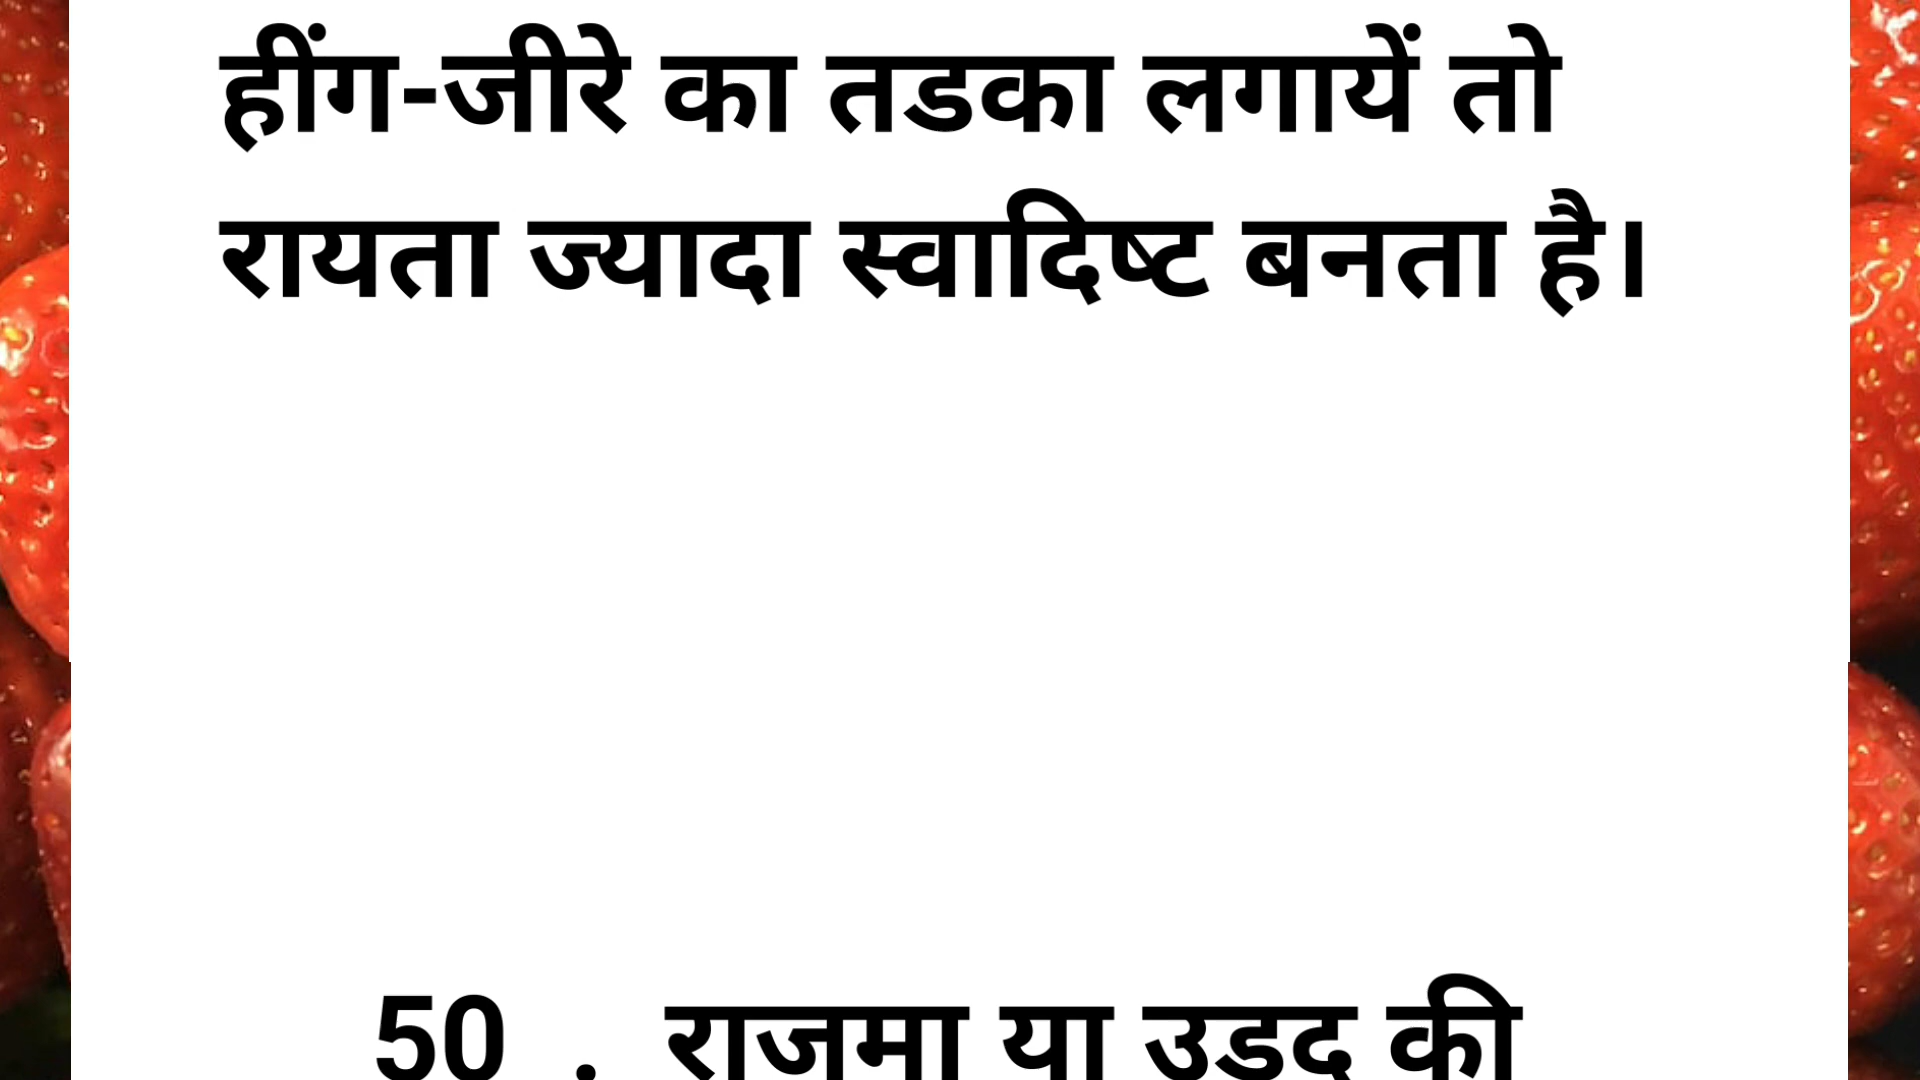 हींग-जीरे का तडका लगायें तो
रायता ज्यादा स्वादिष्ट बनता है।
50 . राजमा या उडद की